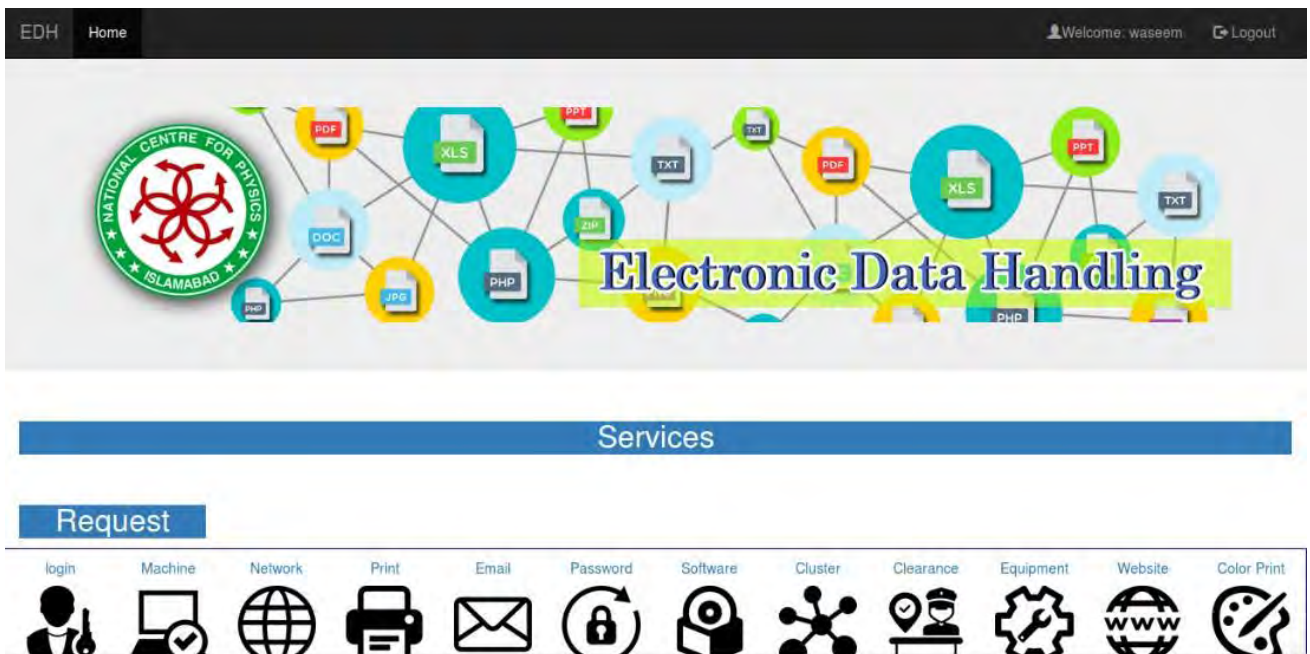 EDH Home Welcome: waseem Logout
NATIONAL CENTRE FOR PHYSICS
★ ★ ISLAMABAD ★ ★
PDF XLS PPT TXT TXT PDF XLS PPT TXT
DOC ZIP
PHP JPG PHP
Electronic Data Handling
PHP
Services
Request
login Machine Network Print Email Password Software Cluster Clearance Equipment Website Color Print
www